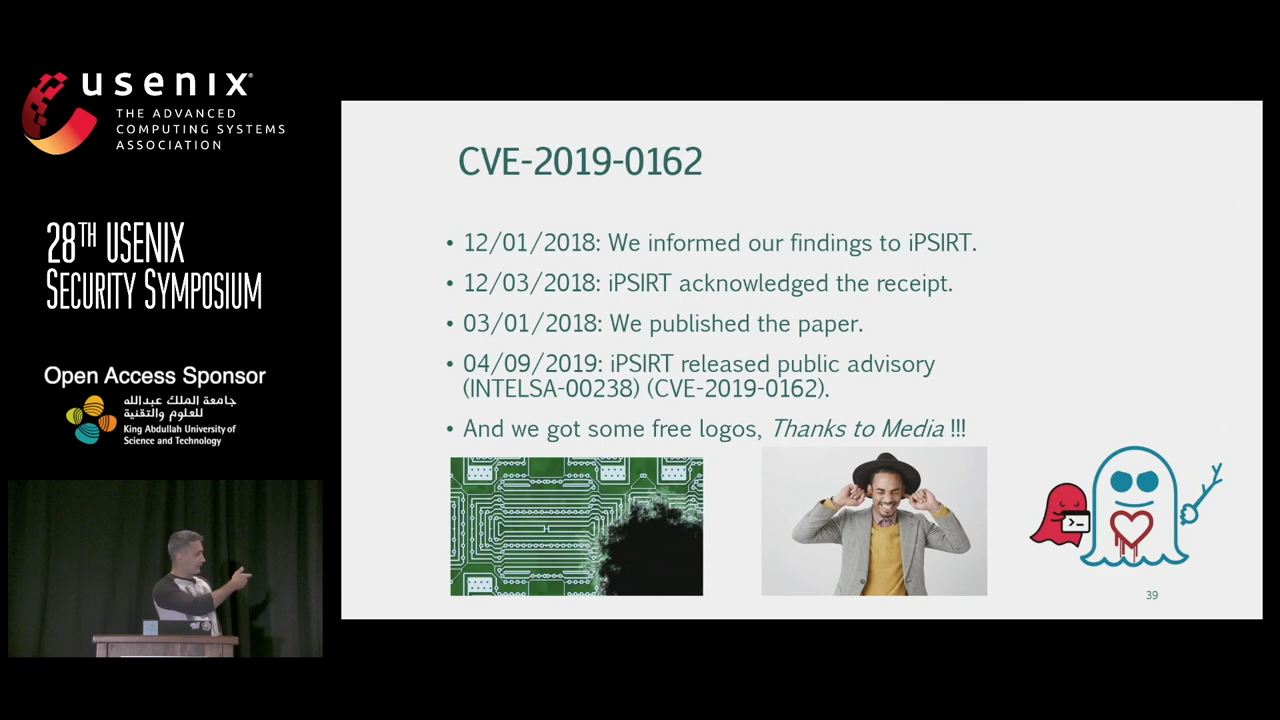 usenix®
THE ADVANCED
COMPUTING SYSTEMS
ASSOCIATION
28TH USENIX
SECURITY SYMPOSIUM
Open Access Sponsor
جامعة الملك عبدالله
للعلوم والتقنية
King Abdullah University of
Science and Technology
CVE-2019-0162
• 12/01/2018: We informed our findings to iPSIRT.
• 12/03/2018: iPSIRT acknowledged the receipt.
• 03/01/2018: We published the paper.
• 04/09/2019: iPSIRT released public advisory
(INTELSA-00238) (CVE-2019-0162).
• And we got some free logos, Thanks to Media !!!
>_
39